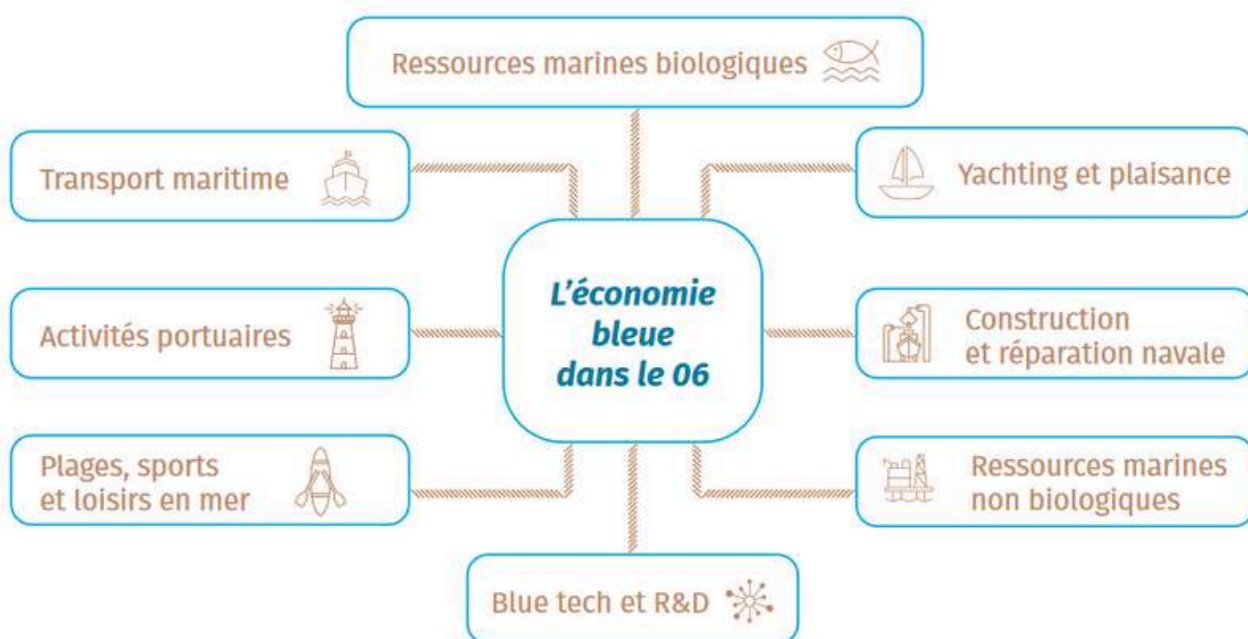 Ressources marines biologiques
Transport maritime
Yachting et plaisance
L’économie
bleue
dans le 06
Activités portuaires
Construction
et réparation navale
Plages, sports
et loisirs en mer
Ressources marines
non biologiques
Blue tech et R&D